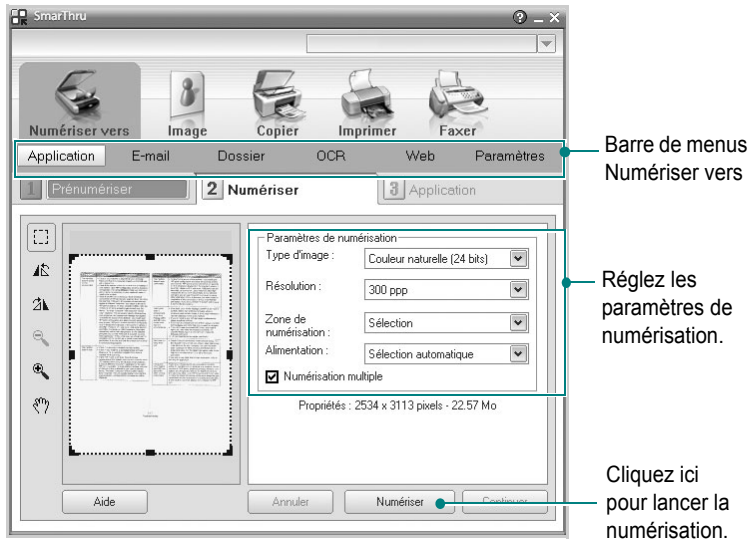 SmarThru
Numériser vers Image Copier Imprimer Faxer
Application E-mail Dossier OCR Web Paramètres
1 Prénumériser 2 Numériser 3 Application
Paramètres de numérisation
Type d'image : Couleur naturelle (24 bits)
Résolution : 300 ppp
Zone de
numérisation : Sélection
Alimentation : Sélection automatique
Numérisation multiple
Propriétés : 2534 x 3113 pixels - 22.57 Mo
Aide Annuler Numériser Continuer
Barre de menus
Numériser vers
Réglez les
paramètres de
numérisation.
Cliquez ici
pour lancer la
numérisation.